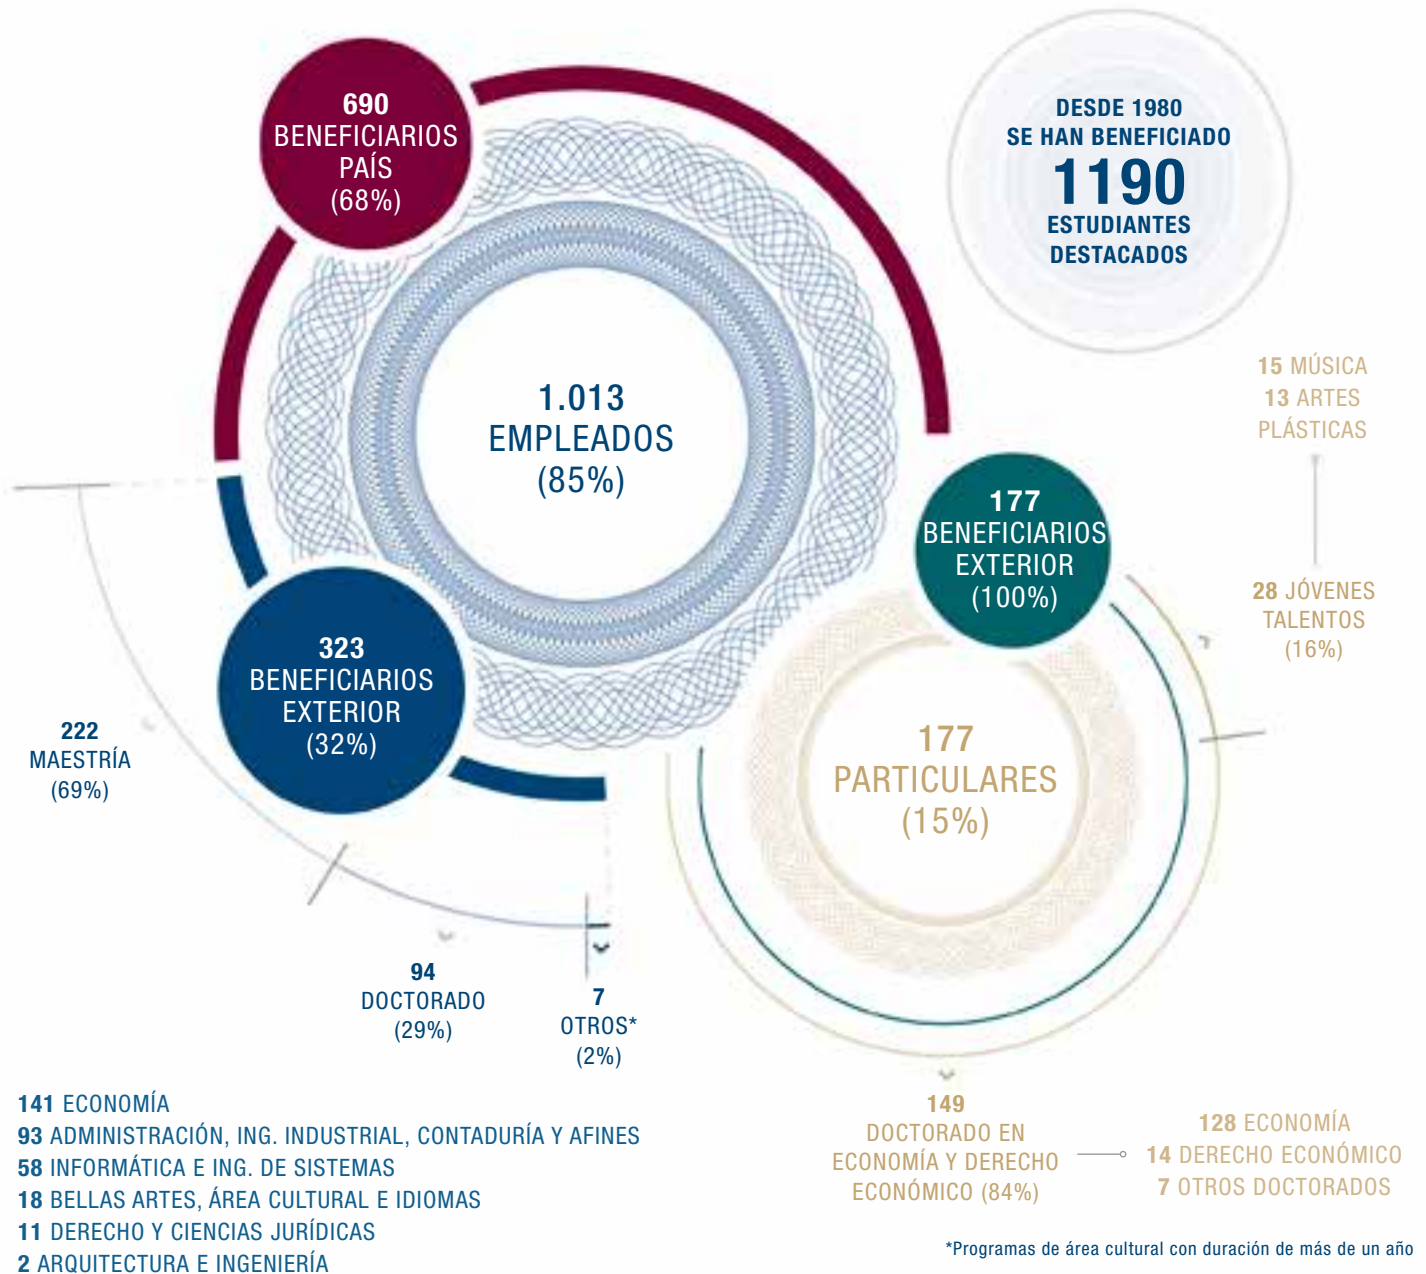 690
BENEFICIARIOS
PAÍS
(68%)
DESDE 1980
SE HAN BENEFICIADO
1190
ESTUDIANTES
DESTACADOS
1.013
EMPLEADOS
(85%)
15 MÚSICA
13 ARTES
PLÁSTICAS
177
BENEFICIARIOS
EXTERIOR
(100%)
28 JÓVENES
TALENTOS
(16%)
323
BENEFICIARIOS
EXTERIOR
(32%)
222
MAESTRÍA
(69%)
177
PARTICULARES
(15%)
94
DOCTORADO
(29%)
7
OTROS*
(2%)
141 ECONOMÍA
93 ADMINISTRACIÓN, ING. INDUSTRIAL, CONTADURÍA Y AFINES
58 INFORMÁTICA E ING. DE SISTEMAS
18 BELLAS ARTES, ÁREA CULTURAL E IDIOMAS
11 DERECHO Y CIENCIAS JURÍDICAS
2 ARQUITECTURA E INGENIERÍA
149
DOCTORADO EN
ECONOMÍA Y DERECHO
ECONÓMICO (84%)
128 ECONOMÍA
14 DERECHO ECONÓMICO
7 OTROS DOCTORADOS
*Programas de área cultural con duración de más de un año